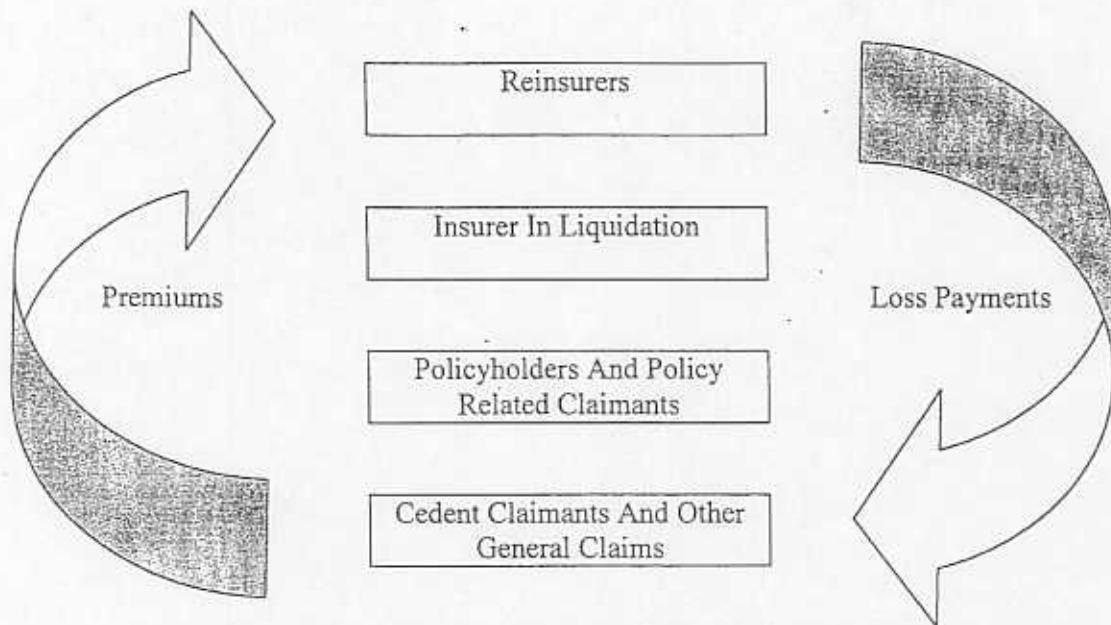 Reinsurers
Insurer In Liquidation
Premiums
Loss Payments
Policyholders And Policy
Related Claimants
Cedent Claimants And Other
General Claims